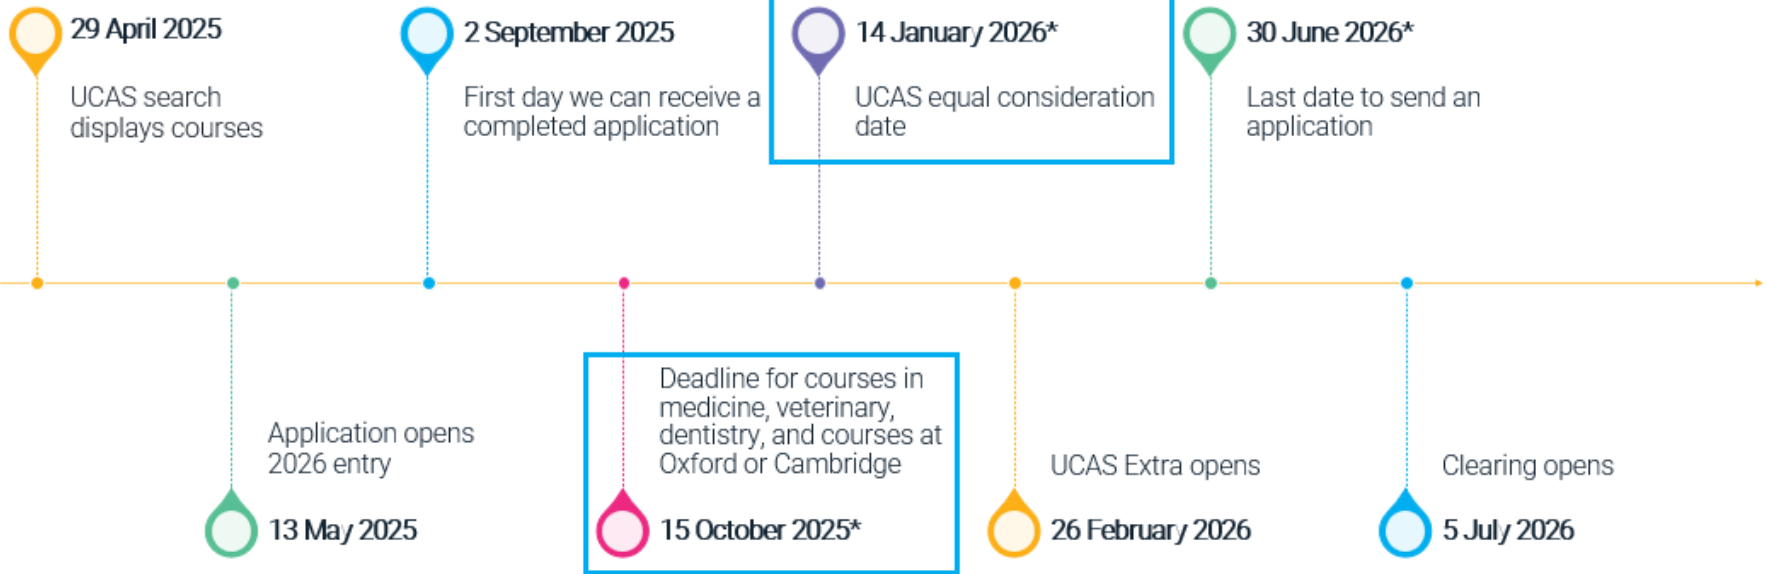 29 April 2025
UCAS search
displays courses
2 September 2025
First day we can receive a
completed application
14 January 2026*
UCAS equal consideration
date
30 June 2026*
Last date to send an
application
Application opens
2026 entry
13 May 2025
Deadline for courses in
medicine, veterinary,
dentistry, and courses at
Oxford or Cambridge
15 October 2025*
UCAS Extra opens
26 February 2026
Clearing opens
5 July 2026